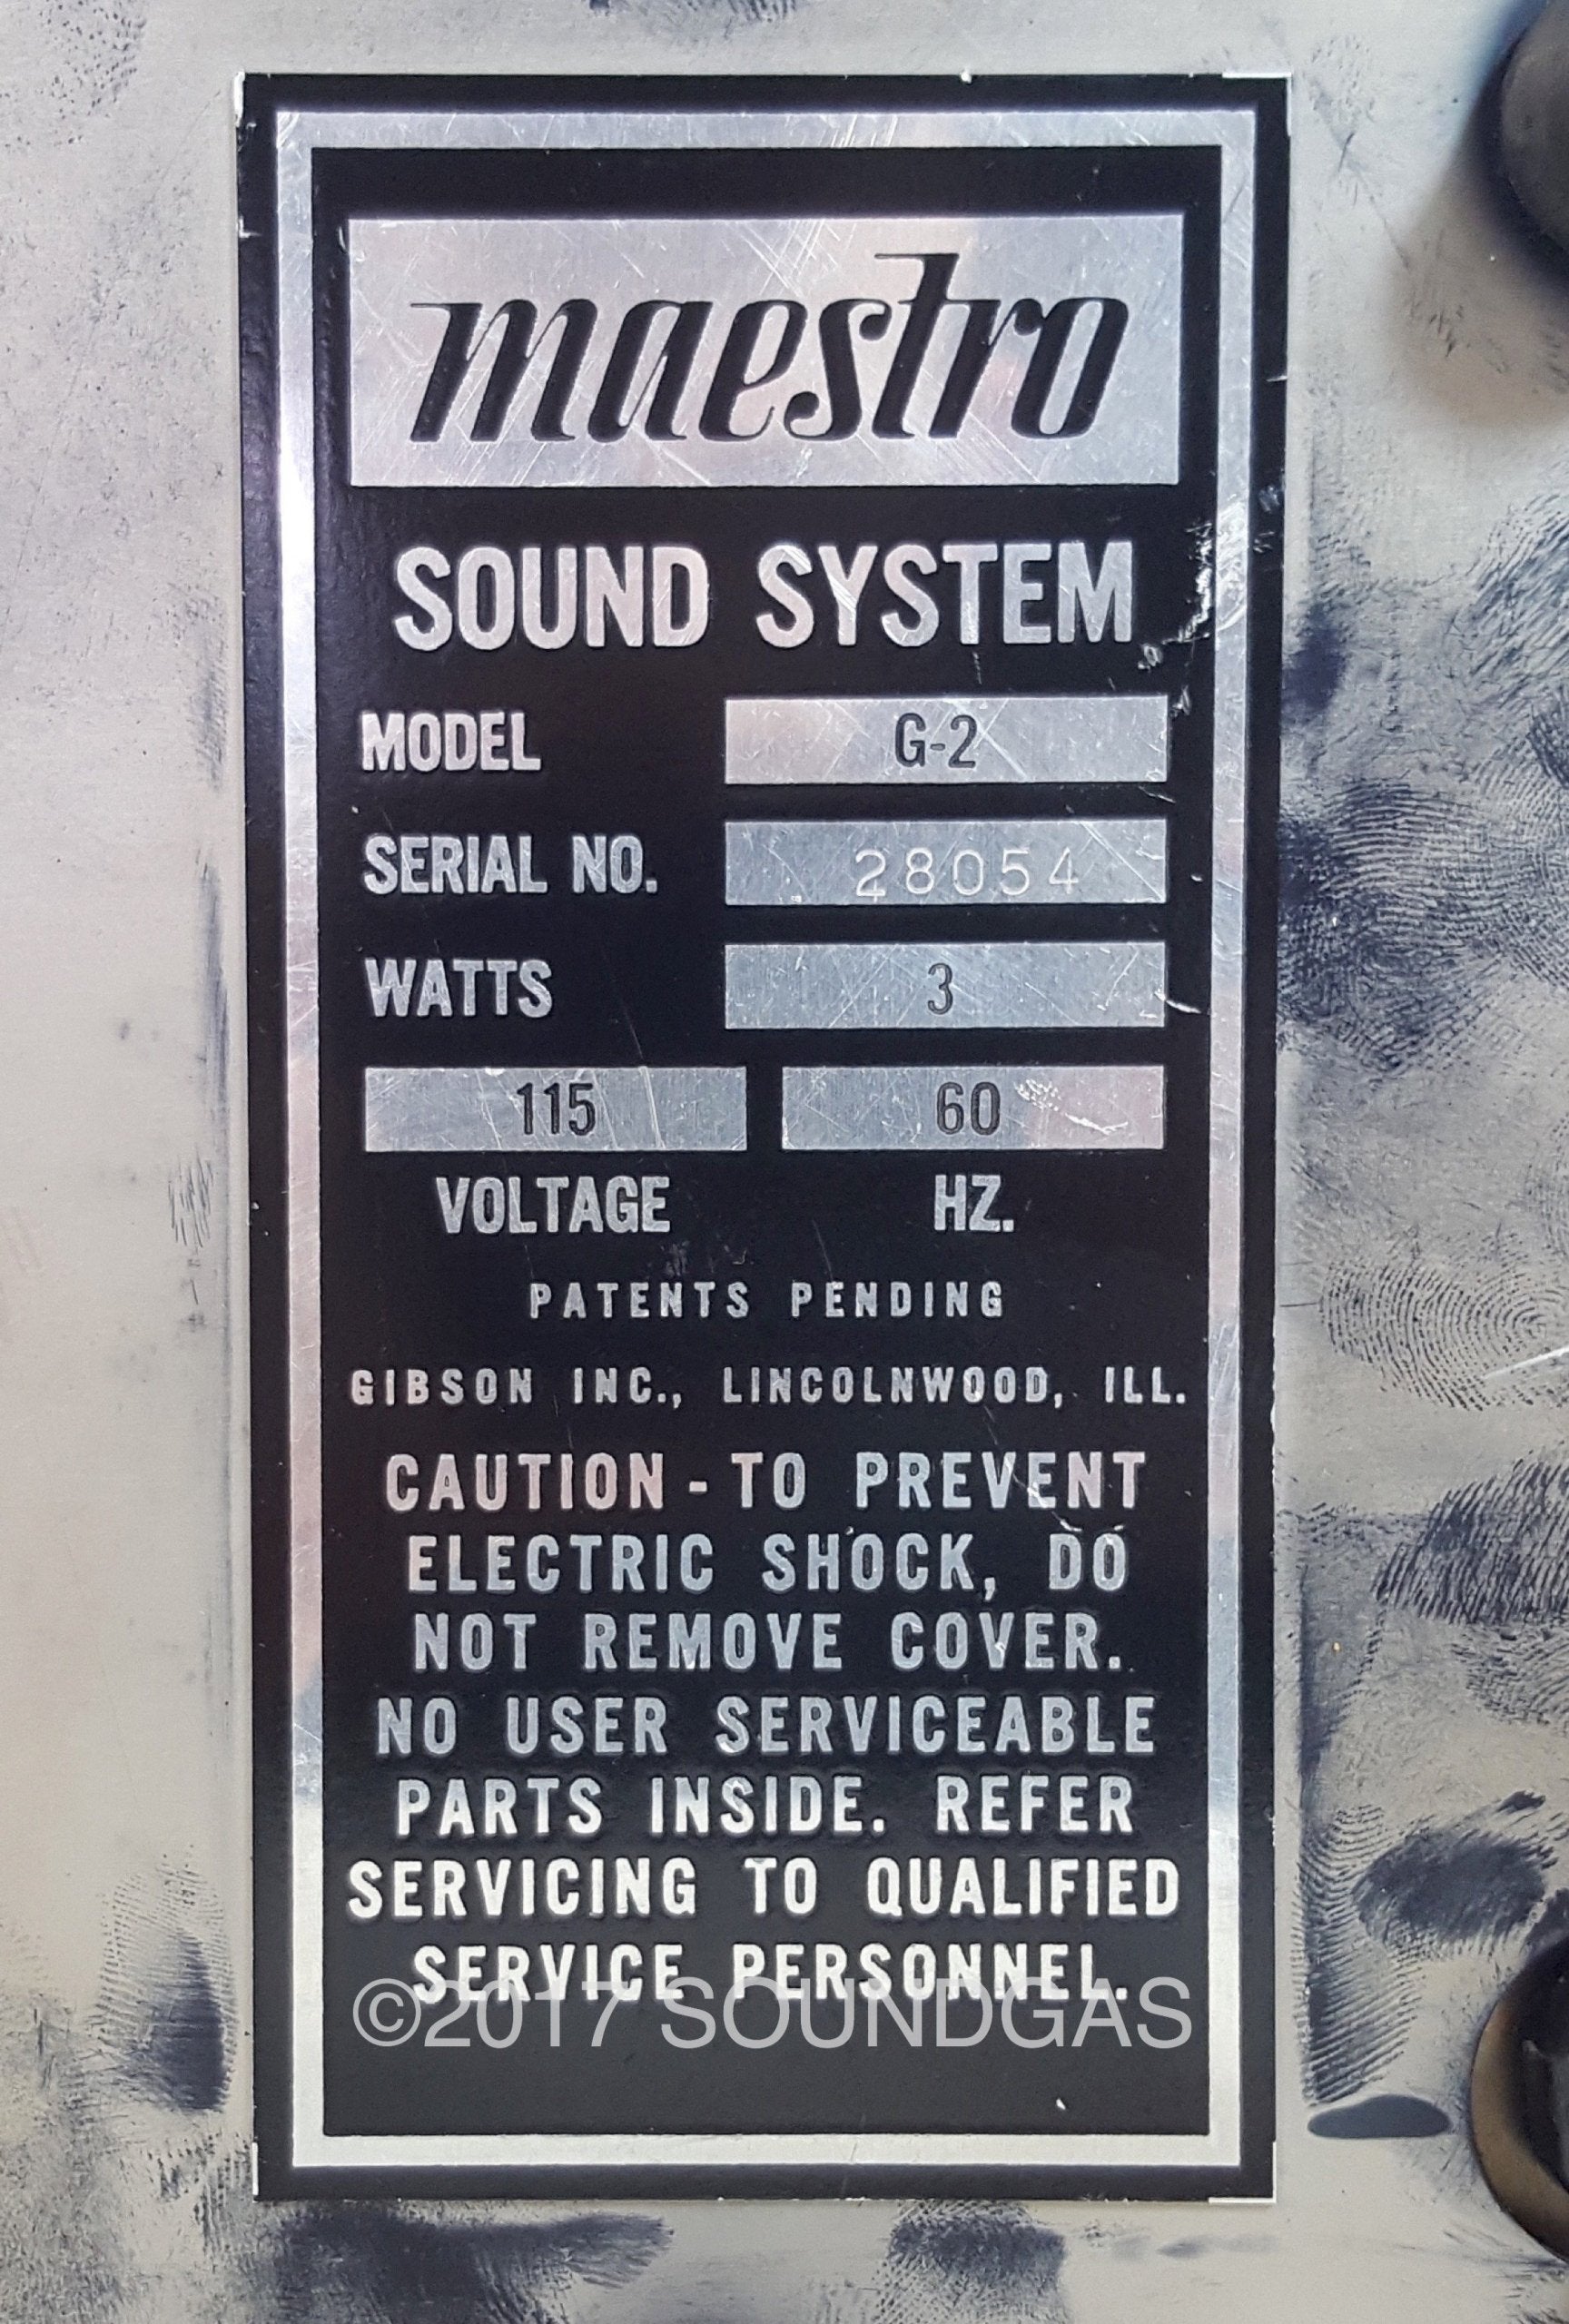 maestro
SOUND SYSTEM
MODEL G-2
SERIAL NO. 28054
WATTS 3
115 60
VOLTAGE HZ.
PATENTS PENDING
GIBSON INC., LINCOLNWOOD, ILL.
CAUTION - TO PREVENT
ELECTRIC SHOCK, DO
NOT REMOVE COVER.
NO USER SERVICEABLE
PARTS INSIDE. REFER
SERVICING TO QUALIFIED
SERVICE PERSONNEL.
©2017 SOUNDGAS